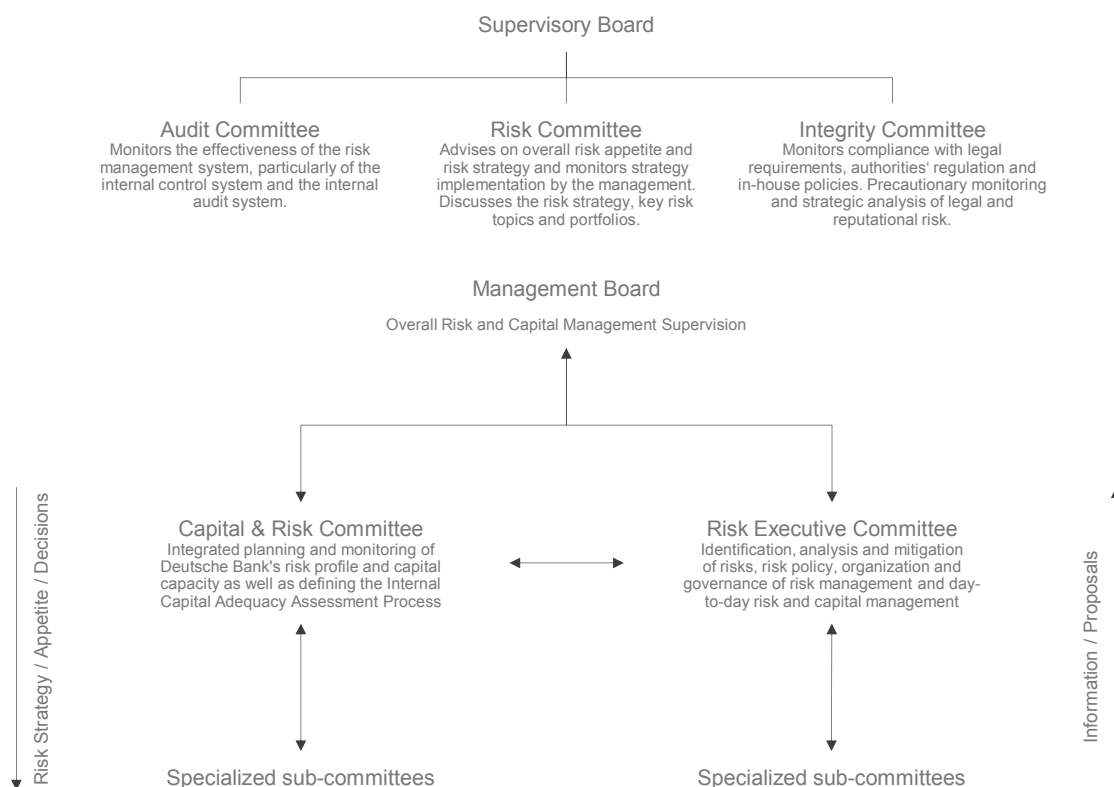 Supervisory Board
Audit Committee
Monitors the effectiveness of the risk
management system, particularly of the
internal control system and the internal
audit system.
Risk Committee
Advises on overall risk appetite and
risk strategy and monitors strategy
implementation by the management.
Discusses the risk strategy, key risk
topics and portfolios.
Integrity Committee
Monitors compliance with legal
requirements, authorities‘ regulation and
in-house policies. Precautionary monitoring
and strategic analysis of legal and
reputational risk.
Management Board
Overall Risk and Capital Management Supervision
Risk Strategy / Appetite / Decisions
Capital & Risk Committee
Integrated planning and monitoring of
Deutsche Bank's risk profile and capital
capacity as well as defining the Internal
Capital Adequacy Assessment Process
Risk Executive Committee
Identification, analysis and mitigation
of risks, risk policy, organization and
governance of risk management and day-
to-day risk and capital management
Information / Proposals
Specialized sub-committees
Specialized sub-committees